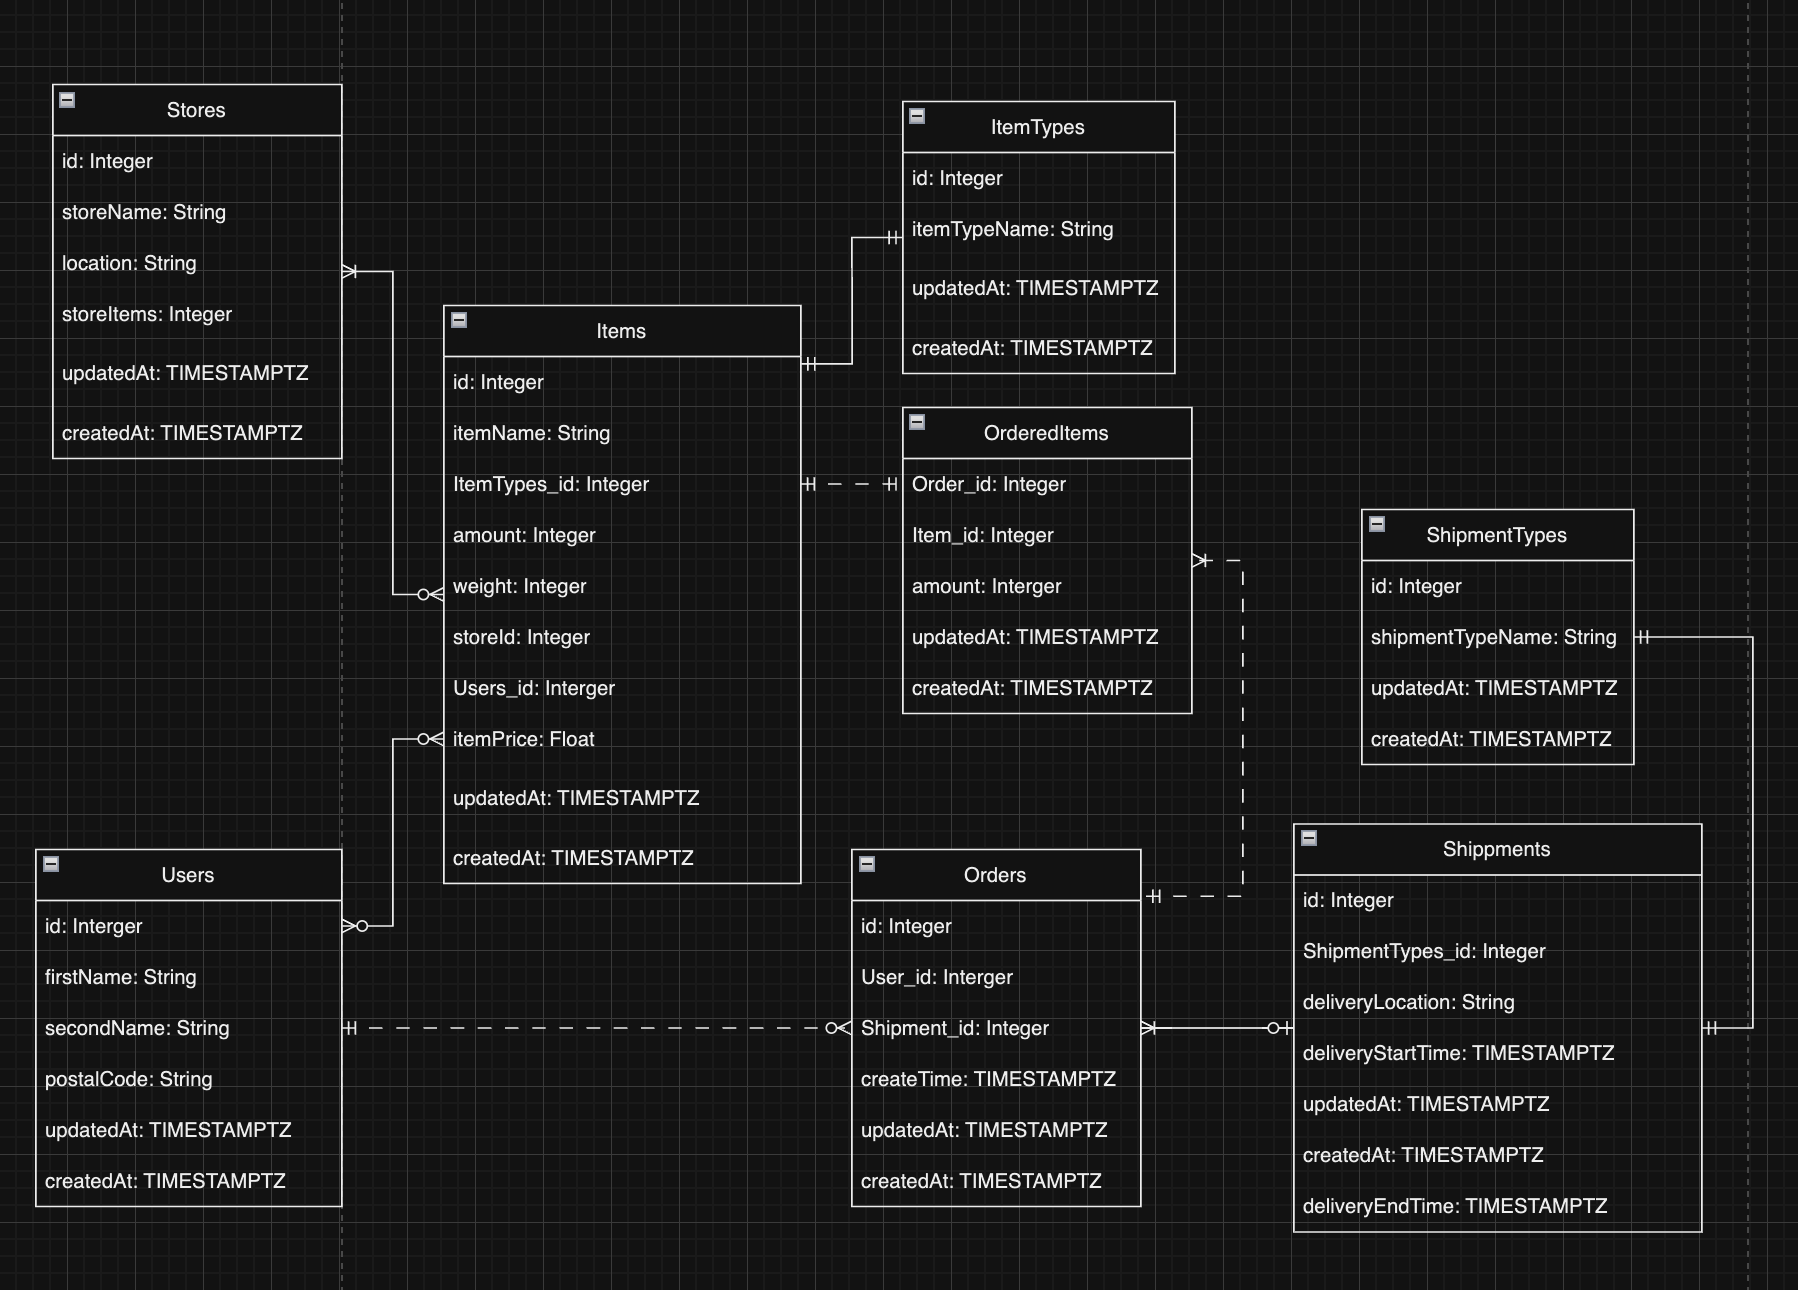 Stores
id: Integer
storeName: String
location: String
storeItems: Integer
updatedAt: TIMESTAMPTZ
createdAt: TIMESTAMPTZ
ItemTypes
id: Integer
itemTypeName: String
updatedAt: TIMESTAMPTZ
createdAt: TIMESTAMPTZ
Items
id: Integer
itemName: String
ItemTypes_id: Integer
amount: Integer
weight: Integer
storeId: Integer
Users_id: Interger
itemPrice: Float
updatedAt: TIMESTAMPTZ
createdAt: TIMESTAMPTZ
OrderedItems
Order_id: Integer
Item_id: Integer
amount: Interger
updatedAt: TIMESTAMPTZ
createdAt: TIMESTAMPTZ
ShipmentTypes
id: Integer
shipmentTypeName: String
updatedAt: TIMESTAMPTZ
createdAt: TIMESTAMPTZ
Users
id: Interger
firstName: String
secondName: String
postalCode: String
updatedAt: TIMESTAMPTZ
createdAt: TIMESTAMPTZ
Orders
id: Integer
User_id: Interger
Shipment_id: Integer
createTime: TIMESTAMPTZ
updatedAt: TIMESTAMPTZ
createdAt: TIMESTAMPTZ
Shippments
id: Integer
ShipmentTypes_id: Integer
deliveryLocation: String
deliveryStartTime: TIMESTAMPTZ
updatedAt: TIMESTAMPTZ
createdAt: TIMESTAMPTZ
deliveryEndTime: TIMESTAMPTZ